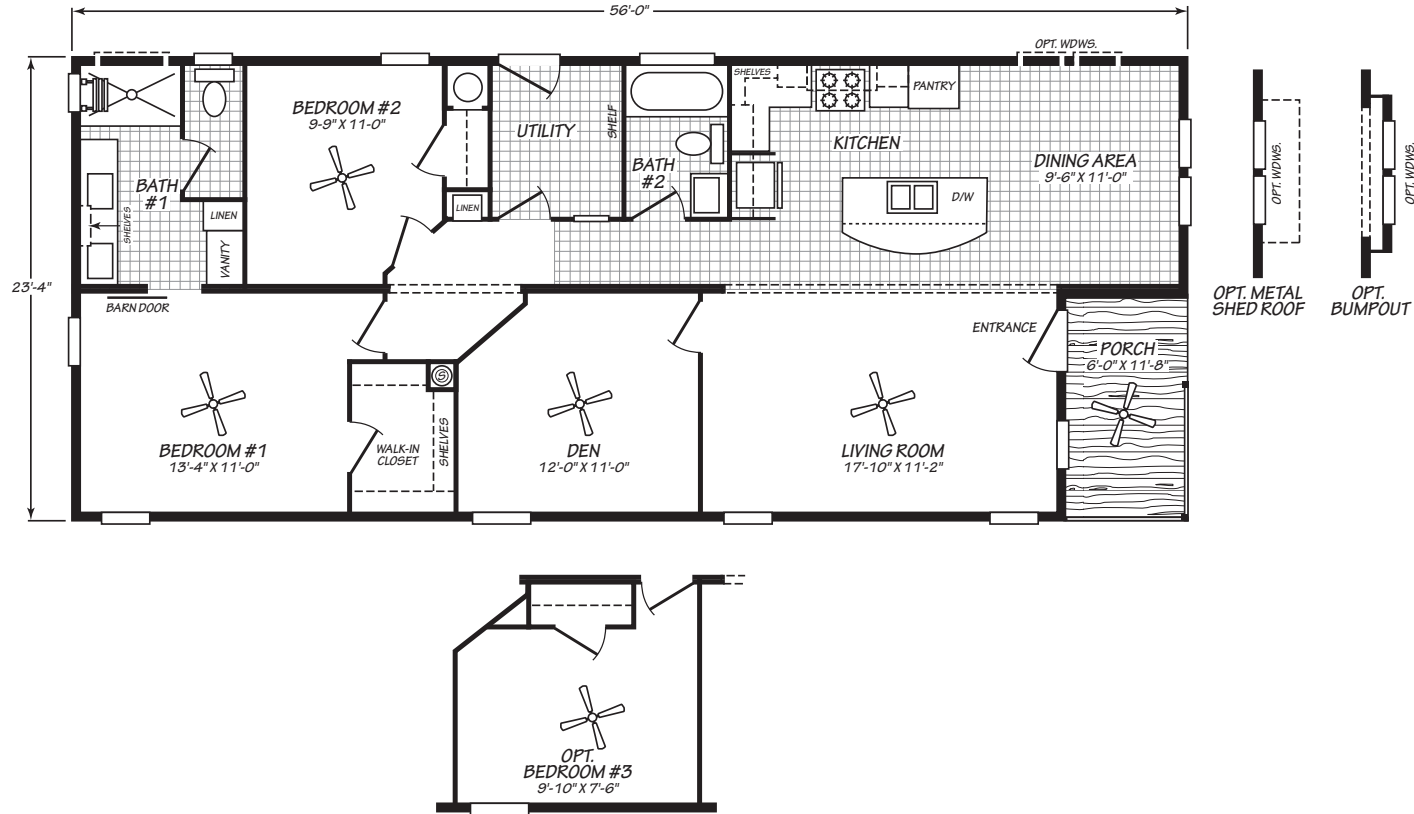 56'-0"
OPT. WDWS.
BEDROOM #2
9'-9" X 11'-0"
UTILITY
SHELF
SHELVES
PANTRY
KITCHEN
DINING AREA
9'-6" X 11'-0"
BATH
#2
D/W
BATH
#1
SHELVES
LINEN
VANITY
LINEN
OPT. WDWS.
OPT. WDWS.
23'-4"
BARN DOOR
OPT. METAL
SHED ROOF
OPT.
BUMPOUT
ENTRANCE
PORCH
6'-0" X 11'-8"
S
BEDROOM #1
13'-4" X 11'-0"
WALK-IN
CLOSET
SHELVES
DEN
12'-0" X 11'-0"
LIVING ROOM
17'-10" X 11'-2"
OPT.
BEDROOM #3
9'-10" X 7'-6"